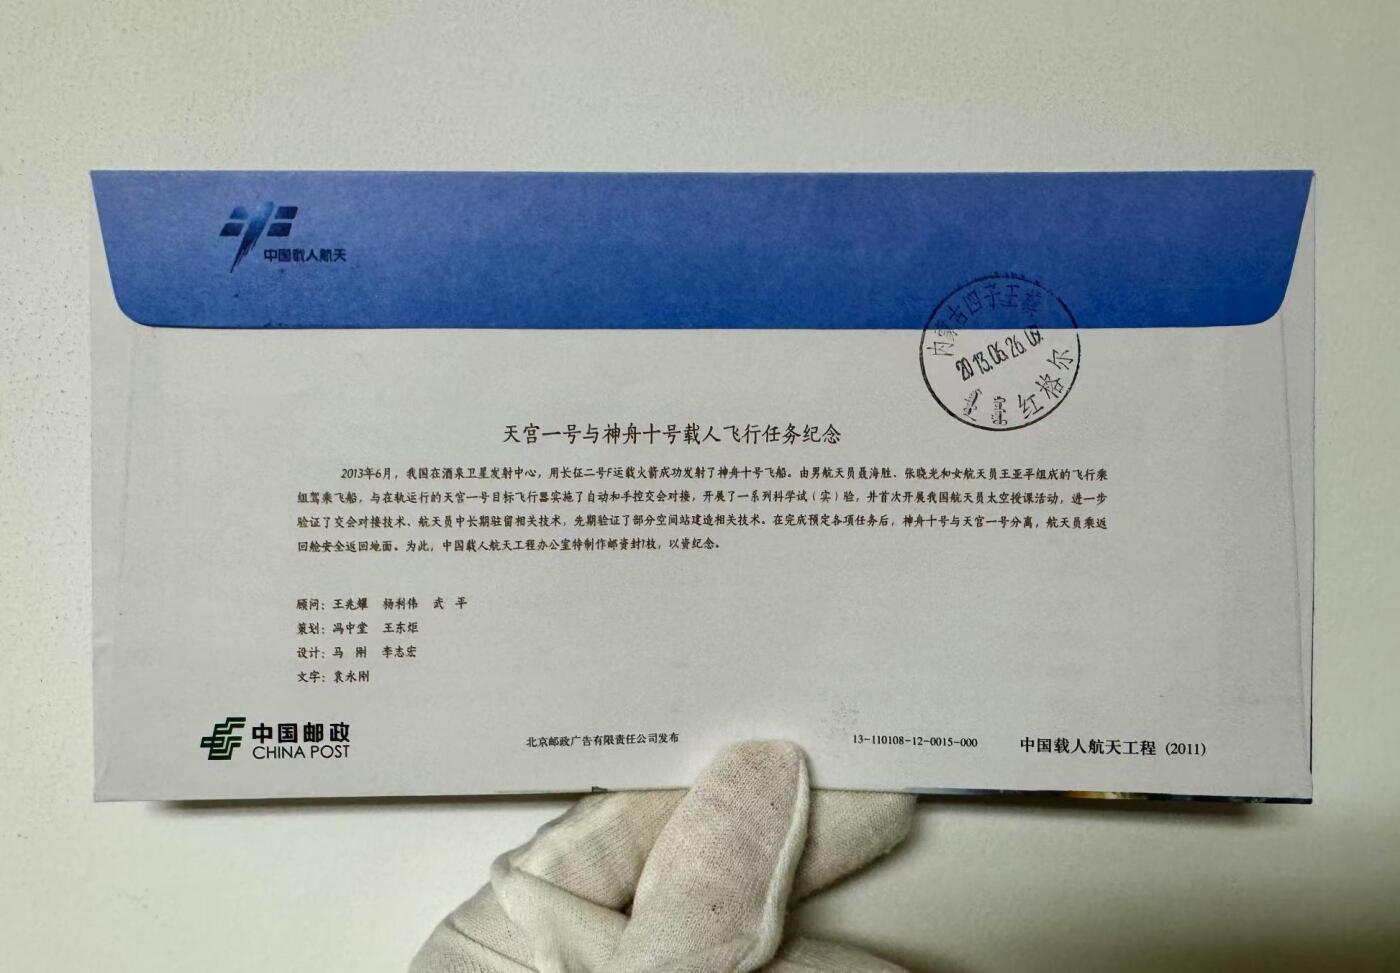 中国载人航天
内蒙古四子王旗
2013.06.26.09
红格尔
天宫一号与神舟十号载人飞行任务纪念
2013年6月，我国在酒泉卫星发射中心，用长征二号F运载火箭成功发射了神舟十号飞船。由男航天员聂海胜、张晓光和女航天员王亚平组成的飞行乘
组驾乘飞船，与在轨运行的天宫一号目标飞行器实施了自动和手控交会对接，开展了一系列科学试（实）验，并首次开展我国航天员太空授课活动，进一步
验证了交会对接技术、航天员中长期驻留相关技术，先期验证了部分空间站建造相关技术。在完成预定各项任务后，神舟十号与天宫一号分离，航天员乘返
回舱安全返回地面。为此，中国载人航天工程办公室特制作邮资封1枚，以资纪念。
顾问：王兆耀 杨利伟 武 平
策划：冯中堂 王东炬
设计：马 刚 李志宏
文字：袁永刚
中国邮政
CHINA POST
北京邮政广告有限责任公司发布
13-110108-12-0015-000
中国载人航天工程 (2011)